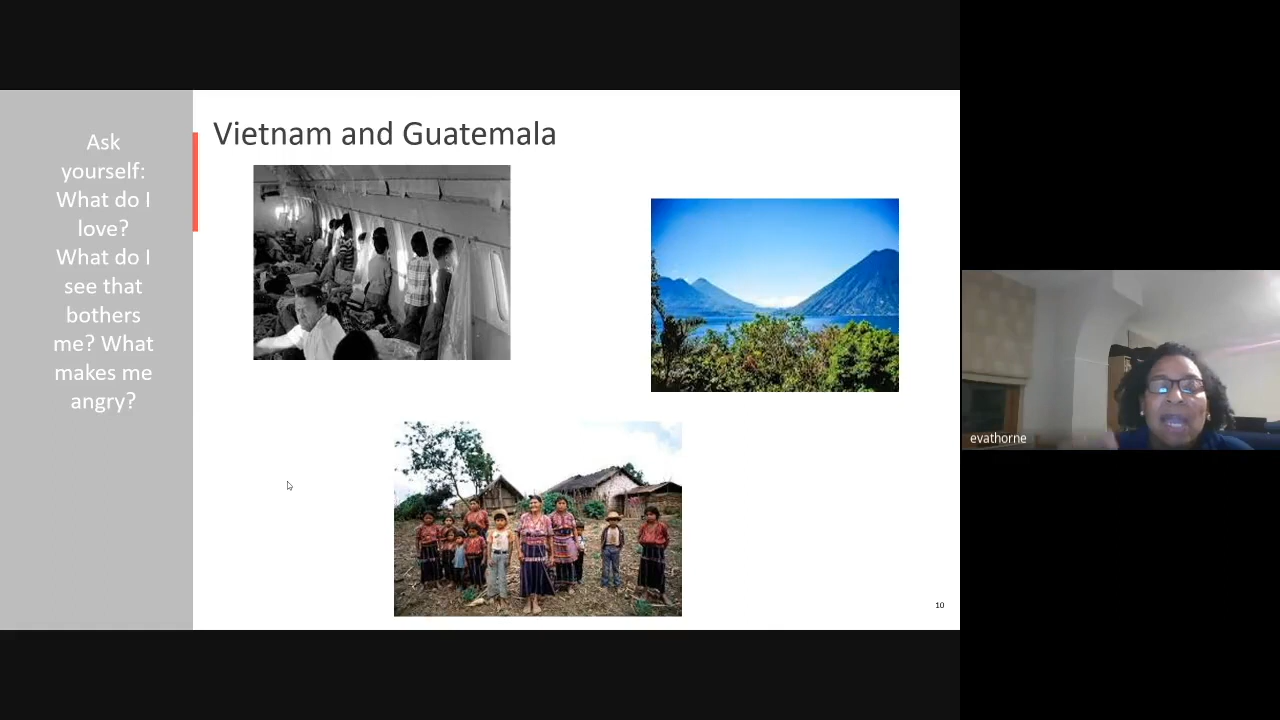 Ask
yourself:
What do I
love?
What do I
see that
bothers
me? What
makes me
angry?
Vietnam and Guatemala
10
evathorne